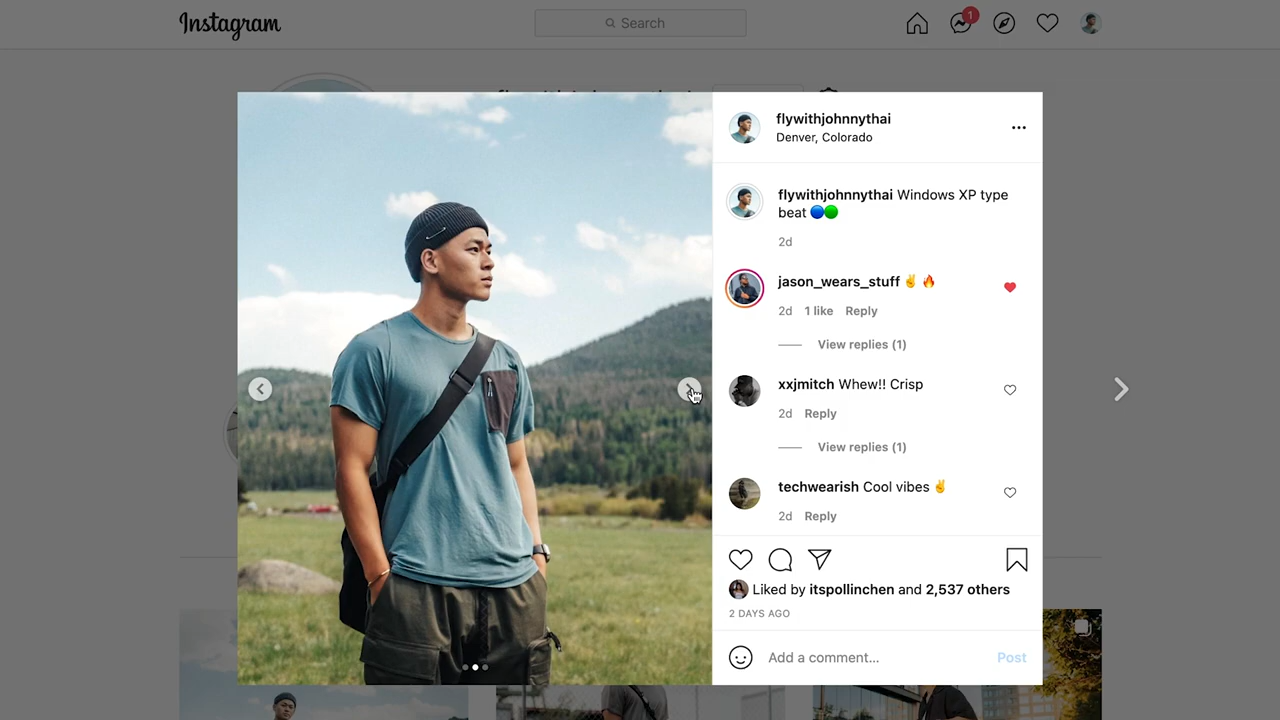 Instagram
Search
1
flywithjohnnythai
Denver, Colorado
flywithjohnnythai Windows XP type
beat 🔵🟢
2d
jason_wears_stuff ✌️🔥
2d 1 like Reply
View replies (1)
xxjmitch Whew!! Crisp
2d Reply
View replies (1)
techwearish Cool vibes ✌️
2d Reply
Liked by itspollinchen and 2,537 others
2 DAYS AGO
Add a comment...
Post